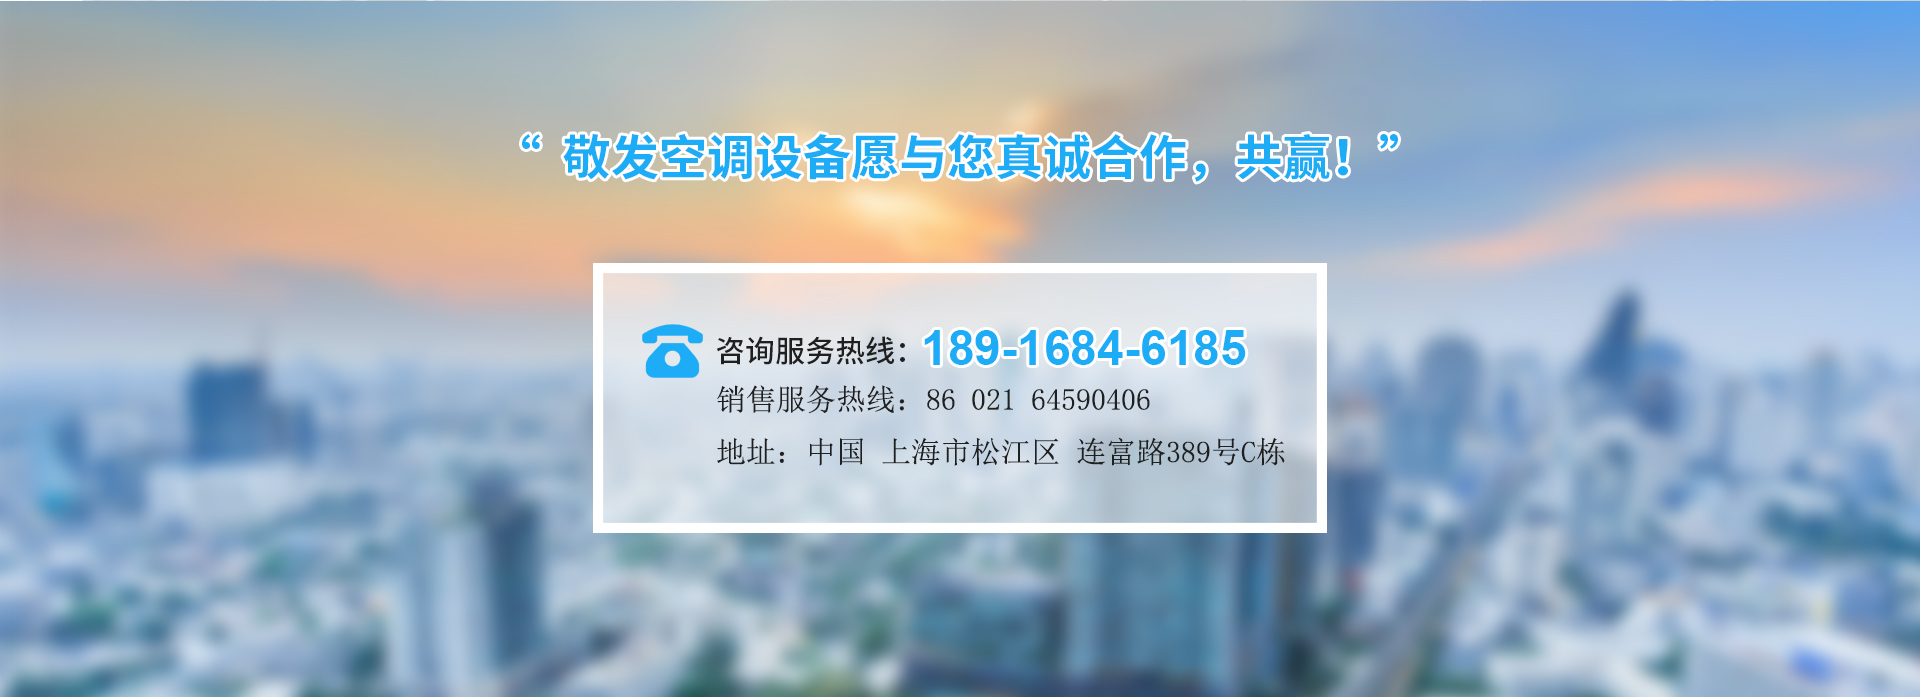 “ 敬发空调设备愿与您真诚合作，共赢！”
咨询服务热线：189-1684-6185
销售服务热线：86 021 64590406
地址：中国 上海市松江区 连富路389号C栋